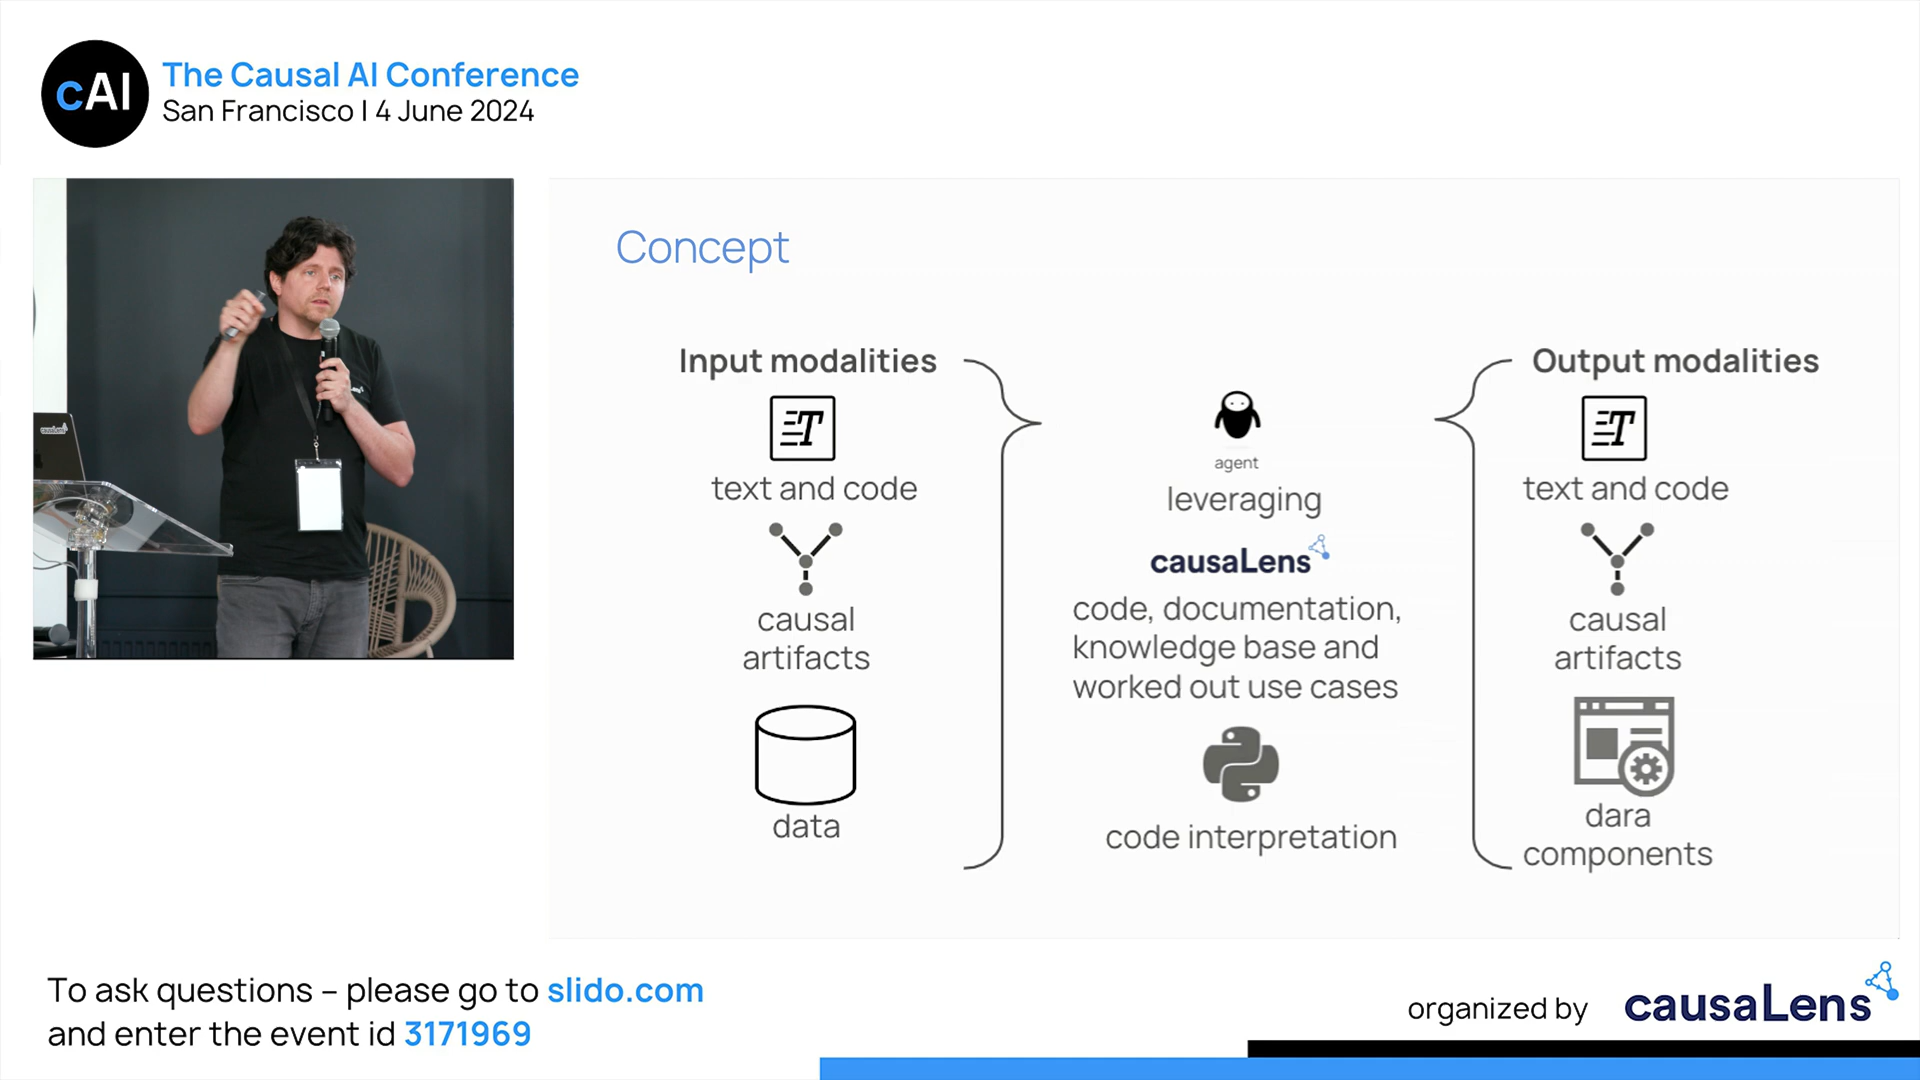 cAI
The Causal AI Conference
San Francisco | 4 June 2024
Concept
Input modalities
text and code
causal
artifacts
data
agent
leveraging
causaLens
code, documentation,
knowledge base and
worked out use cases
code interpretation
Output modalities
text and code
causal
artifacts
dara
components
causaLens
To ask questions – please go to slido.com
and enter the event id 3171969
organized by
causaLens